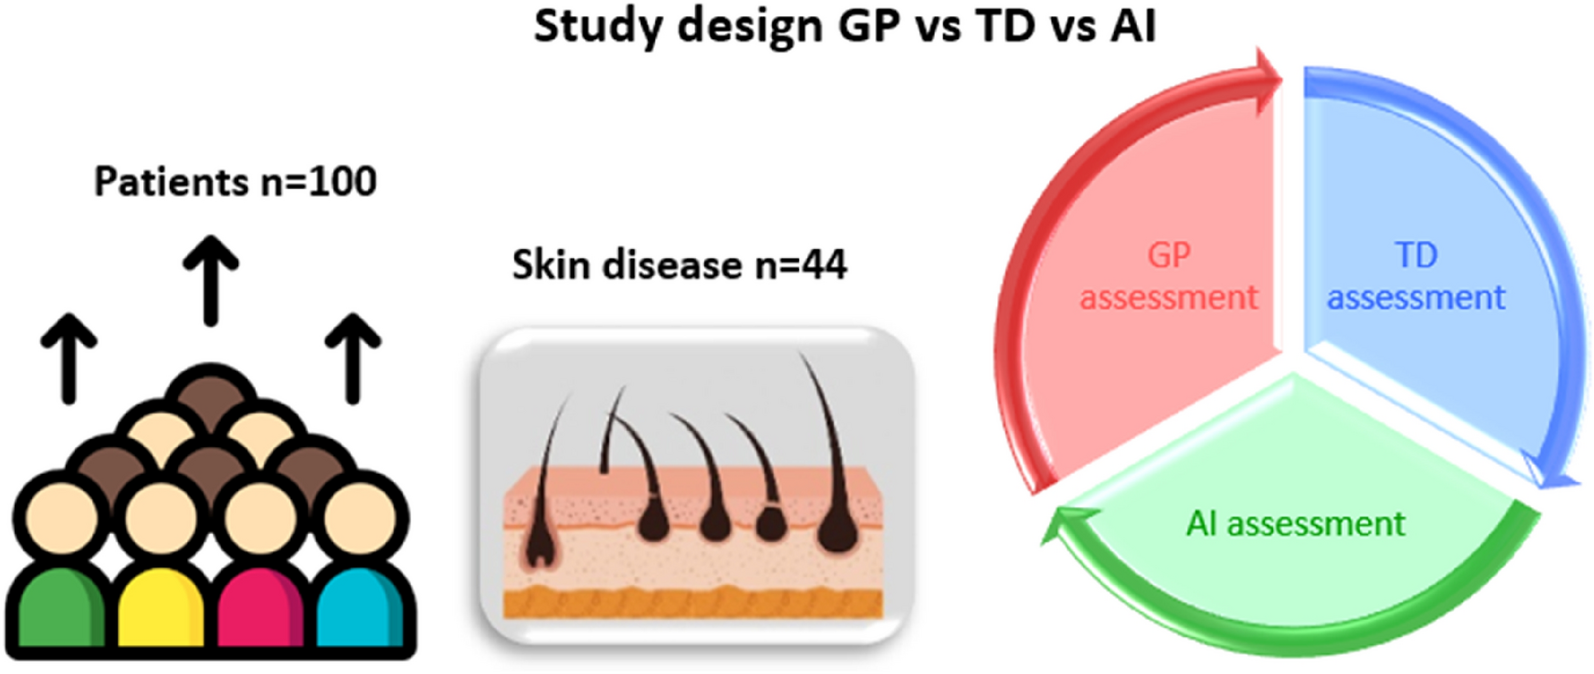 Study design GP vs TD vs AI
Patients n=100
Skin disease n=44
GP
assessment
TD
assessment
AI assessment